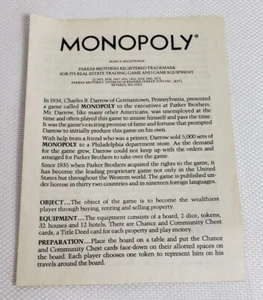 MONOPOLY®
PARKER BROTHERS REGISTERED TRADEMARK
FOR ITS REAL ESTATE TRADING GAME AND GAME EQUIPMENT
In 1934, Charles B. Darrow of Germantown, Pennsylvania, presented
a game called MONOPOLY to the executives at Parker Brothers.
Mr. Darrow, like many other Americans, was unemployed at the
time and often played this game to amuse himself and pass the time.
It was the game's exciting promise of fame and fortune that prompted
Darrow to initially produce this game on his own.
With help from a friend who was a printer, Darrow sold 5,000 sets of
MONOPOLY to a Philadelphia department store. As the demand
for the game grew, Darrow could not keep up with the orders and
arranged for Parker Brothers to take over the game.
Since 1935 when Parker Brothers acquired the rights to the game, it
has become the leading proprietary game not only in the United
States but throughout the Western World. The game is published un-
der license in thirty two countries and in nineteen foreign languages.
OBJECT...The object of the game is to become the wealthiest
player through buying, renting and selling property.
EQUIPMENT...The equipment consists of a board, 2 dice, tokens,
32 houses and 12 hotels. There are Chance and Community Chest
cards, a Title Deed card for each property and play money.
PREPARATION...Place the board on a table and put the Chance
and Community Chest cards face-down on their allotted spaces on
the board. Each player chooses one token to represent him on his
travels around the board.